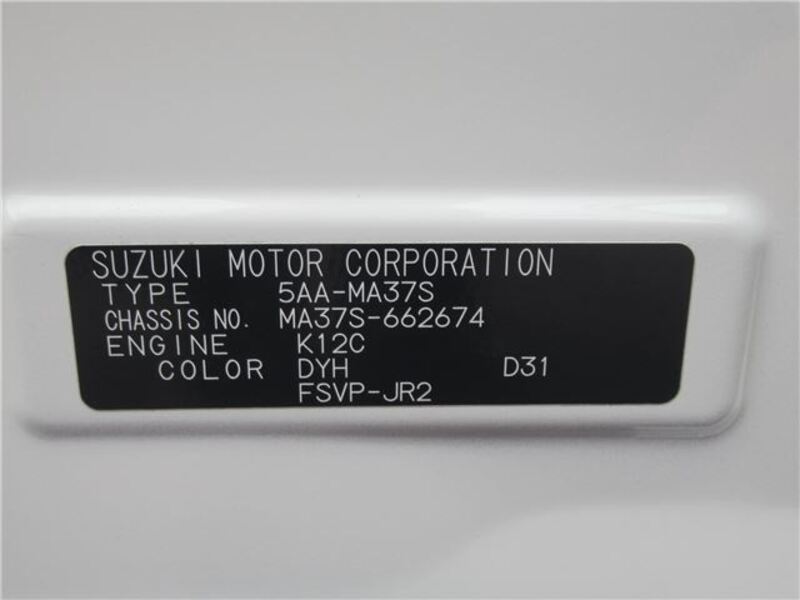 SUZUKI MOTOR CORPORATION
TYPE 5AA-MA37S
CHASSIS NO. MA37S-662674
ENGINE K12C
COLOR DYH D31
FSVP-JR2